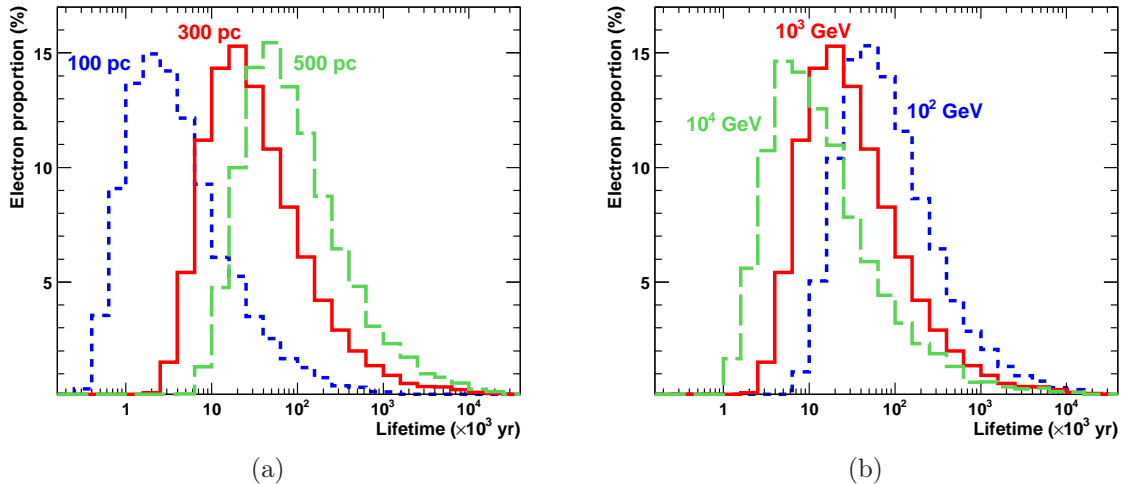 Electron proportion (%)
15
10
5
100 pc
300 pc
500 pc
1
10
10²
10³
10⁴
Lifetime (×10³ yr)
(a)
Electron proportion (%)
15
10
5
10³ GeV
10⁴ GeV
10² GeV
1
10
10²
10³
10⁴
Lifetime (×10³ yr)
(b)